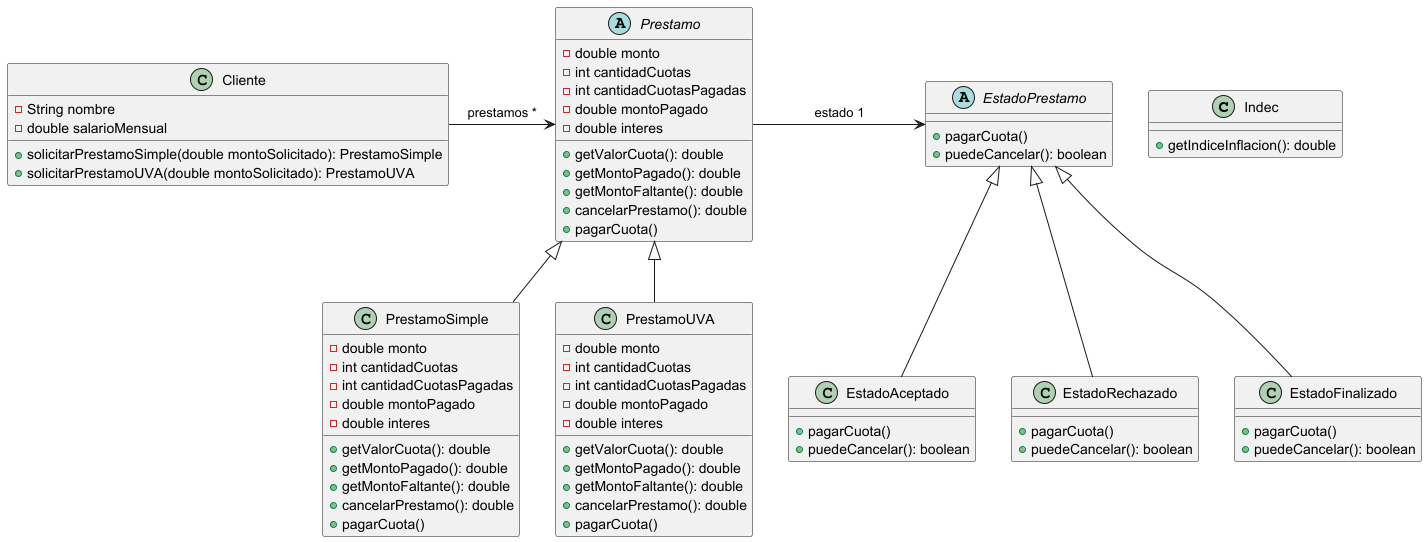 C Cliente
String nombre
double salarioMensual
solicitarPrestamoSimple(double montoSolicitado): PrestamoSimple
solicitarPrestamoUVA(double montoSolicitado): PrestamoUVA
prestamos *
A Prestamo
double monto
int cantidadCuotas
int cantidadCuotasPagadas
double montoPagado
double interes
getValorCuota(): double
getMontoPagado(): double
getMontoFaltante(): double
cancelarPrestamo(): double
pagarCuota()
estado 1
A EstadoPrestamo
pagarCuota()
puedeCancelar(): boolean
C Indec
getIndiceInflacion(): double
C PrestamoSimple
double monto
int cantidadCuotas
int cantidadCuotasPagadas
double montoPagado
double interes
getValorCuota(): double
getMontoPagado(): double
getMontoFaltante(): double
cancelarPrestamo(): double
pagarCuota()
C PrestamoUVA
double monto
int cantidadCuotas
int cantidadCuotasPagadas
double montoPagado
double interes
getValorCuota(): double
getMontoPagado(): double
getMontoFaltante(): double
cancelarPrestamo(): double
pagarCuota()
C EstadoAceptado
pagarCuota()
puedeCancelar(): boolean
C EstadoRechazado
pagarCuota()
puedeCancelar(): boolean
C EstadoFinalizado
pagarCuota()
puedeCancelar(): boolean